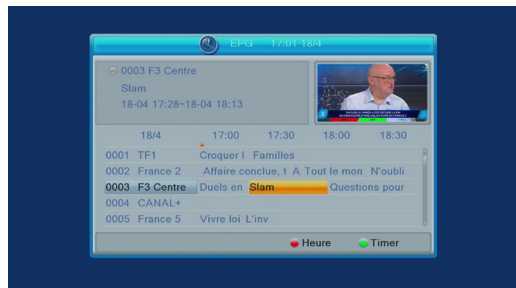 EPG 17:01 18/4
0003 F3 Centre
Slam
18-04 17:28~18-04 18:13
18/4 17:00 17:30 18:00 18:30
0001 TF1 Croquer l Familles
0002 France 2 Affaire conclue, t A Tout le mon N'oubli
0003 F3 Centre Duels en Slam Questions pour
0004 CANAL+
0005 France 5 Vivre loi L'inv
Heure Timer